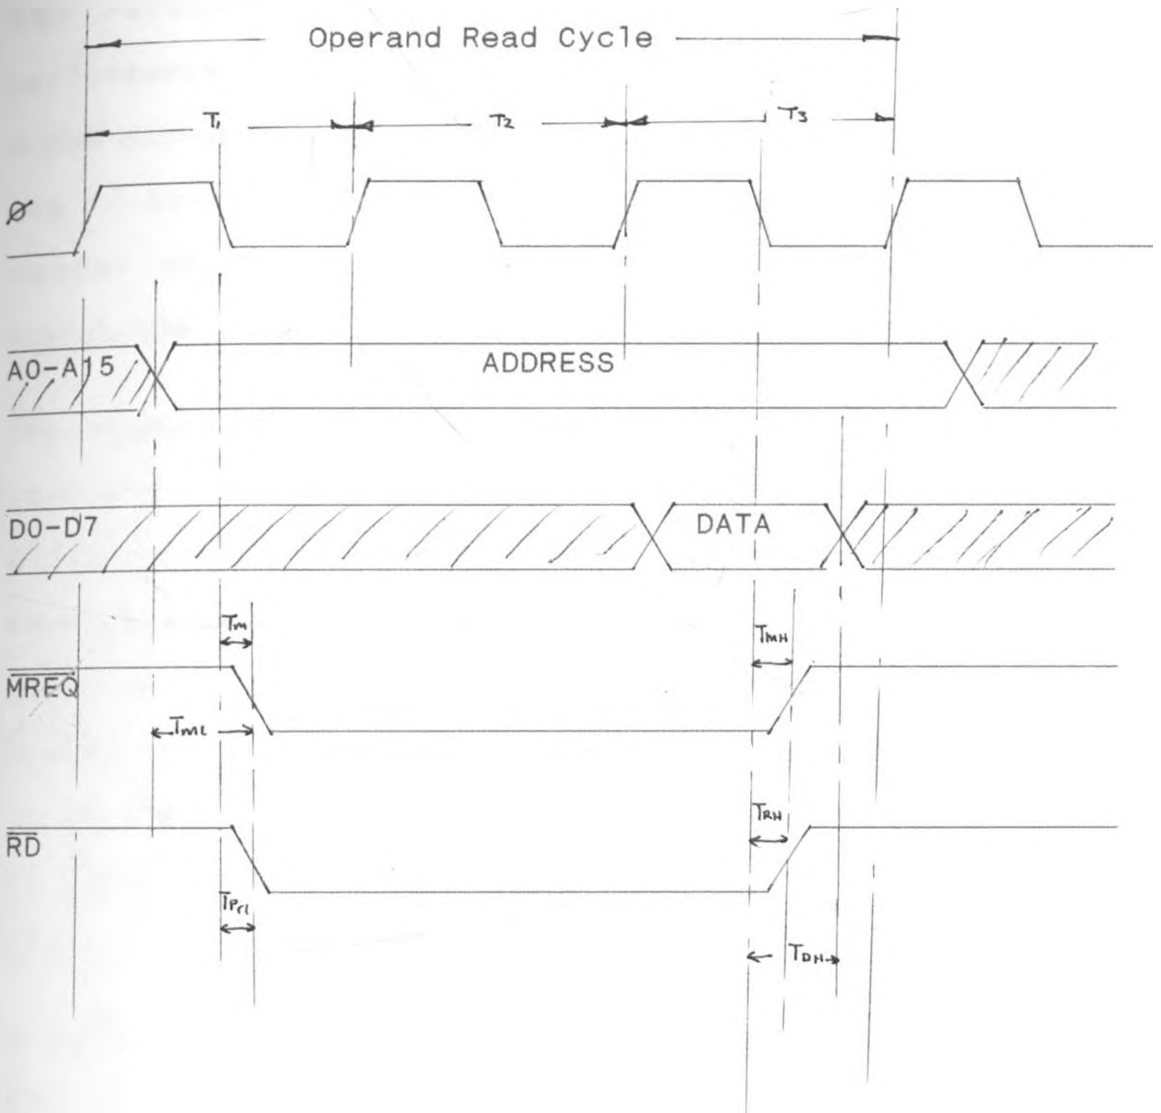 Operand Read Cycle
T1 T2 T3
Ø
A0-A15 ADDRESS
D0-D7 DATA
Tm TMH
MREQ
TML
TRH
RD
TPrl
TDH